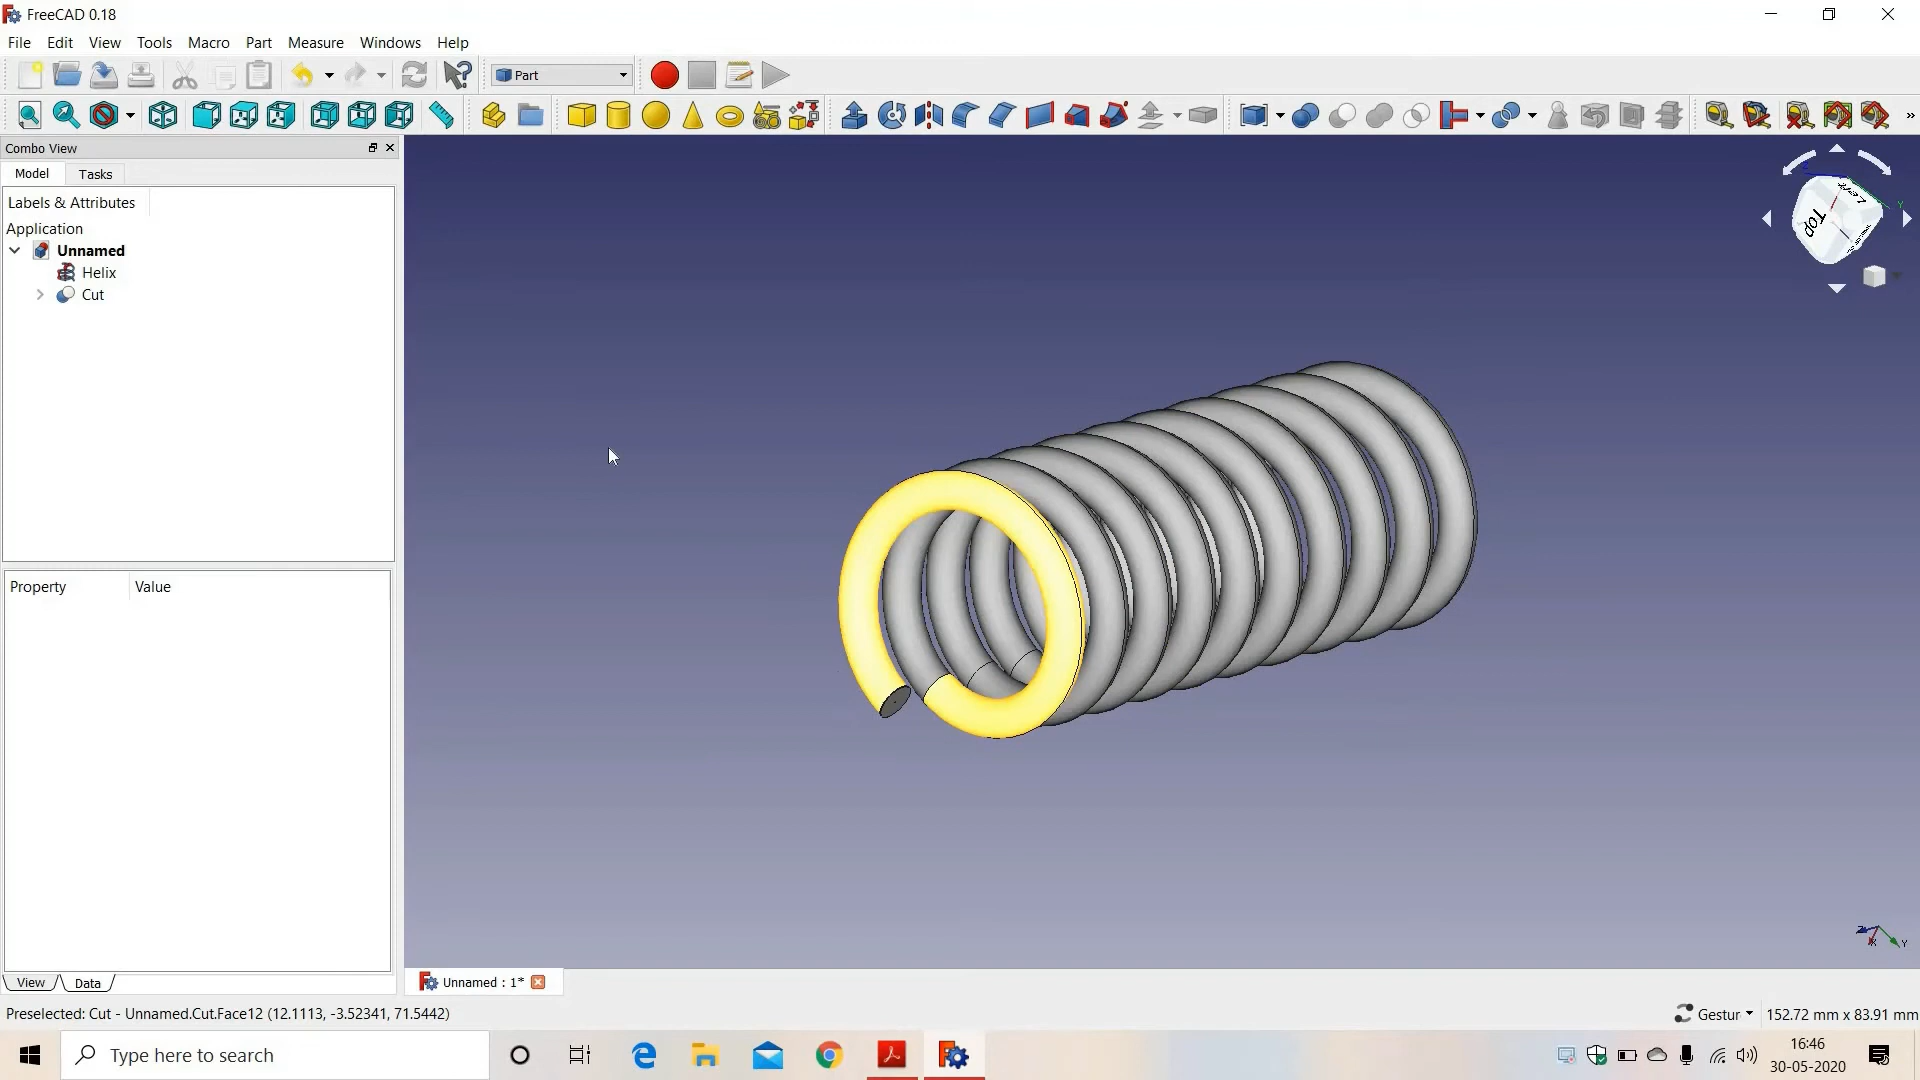 FreeCAD 0.18
File Edit View Tools Macro Part Measure Windows Help
Part
Combo View
Model Tasks
Labels & Attributes
Application
Unnamed
Helix
Cut
Property Value
View Data
TOP
Y
Unnamed : 1*
Y
Preselected: Cut - Unnamed.Cut.Face12 (12.1113, -3.52341, 71.5442)
Gestur 152.72 mm x 83.91 mm
Type here to search
16:46
30-05-2020